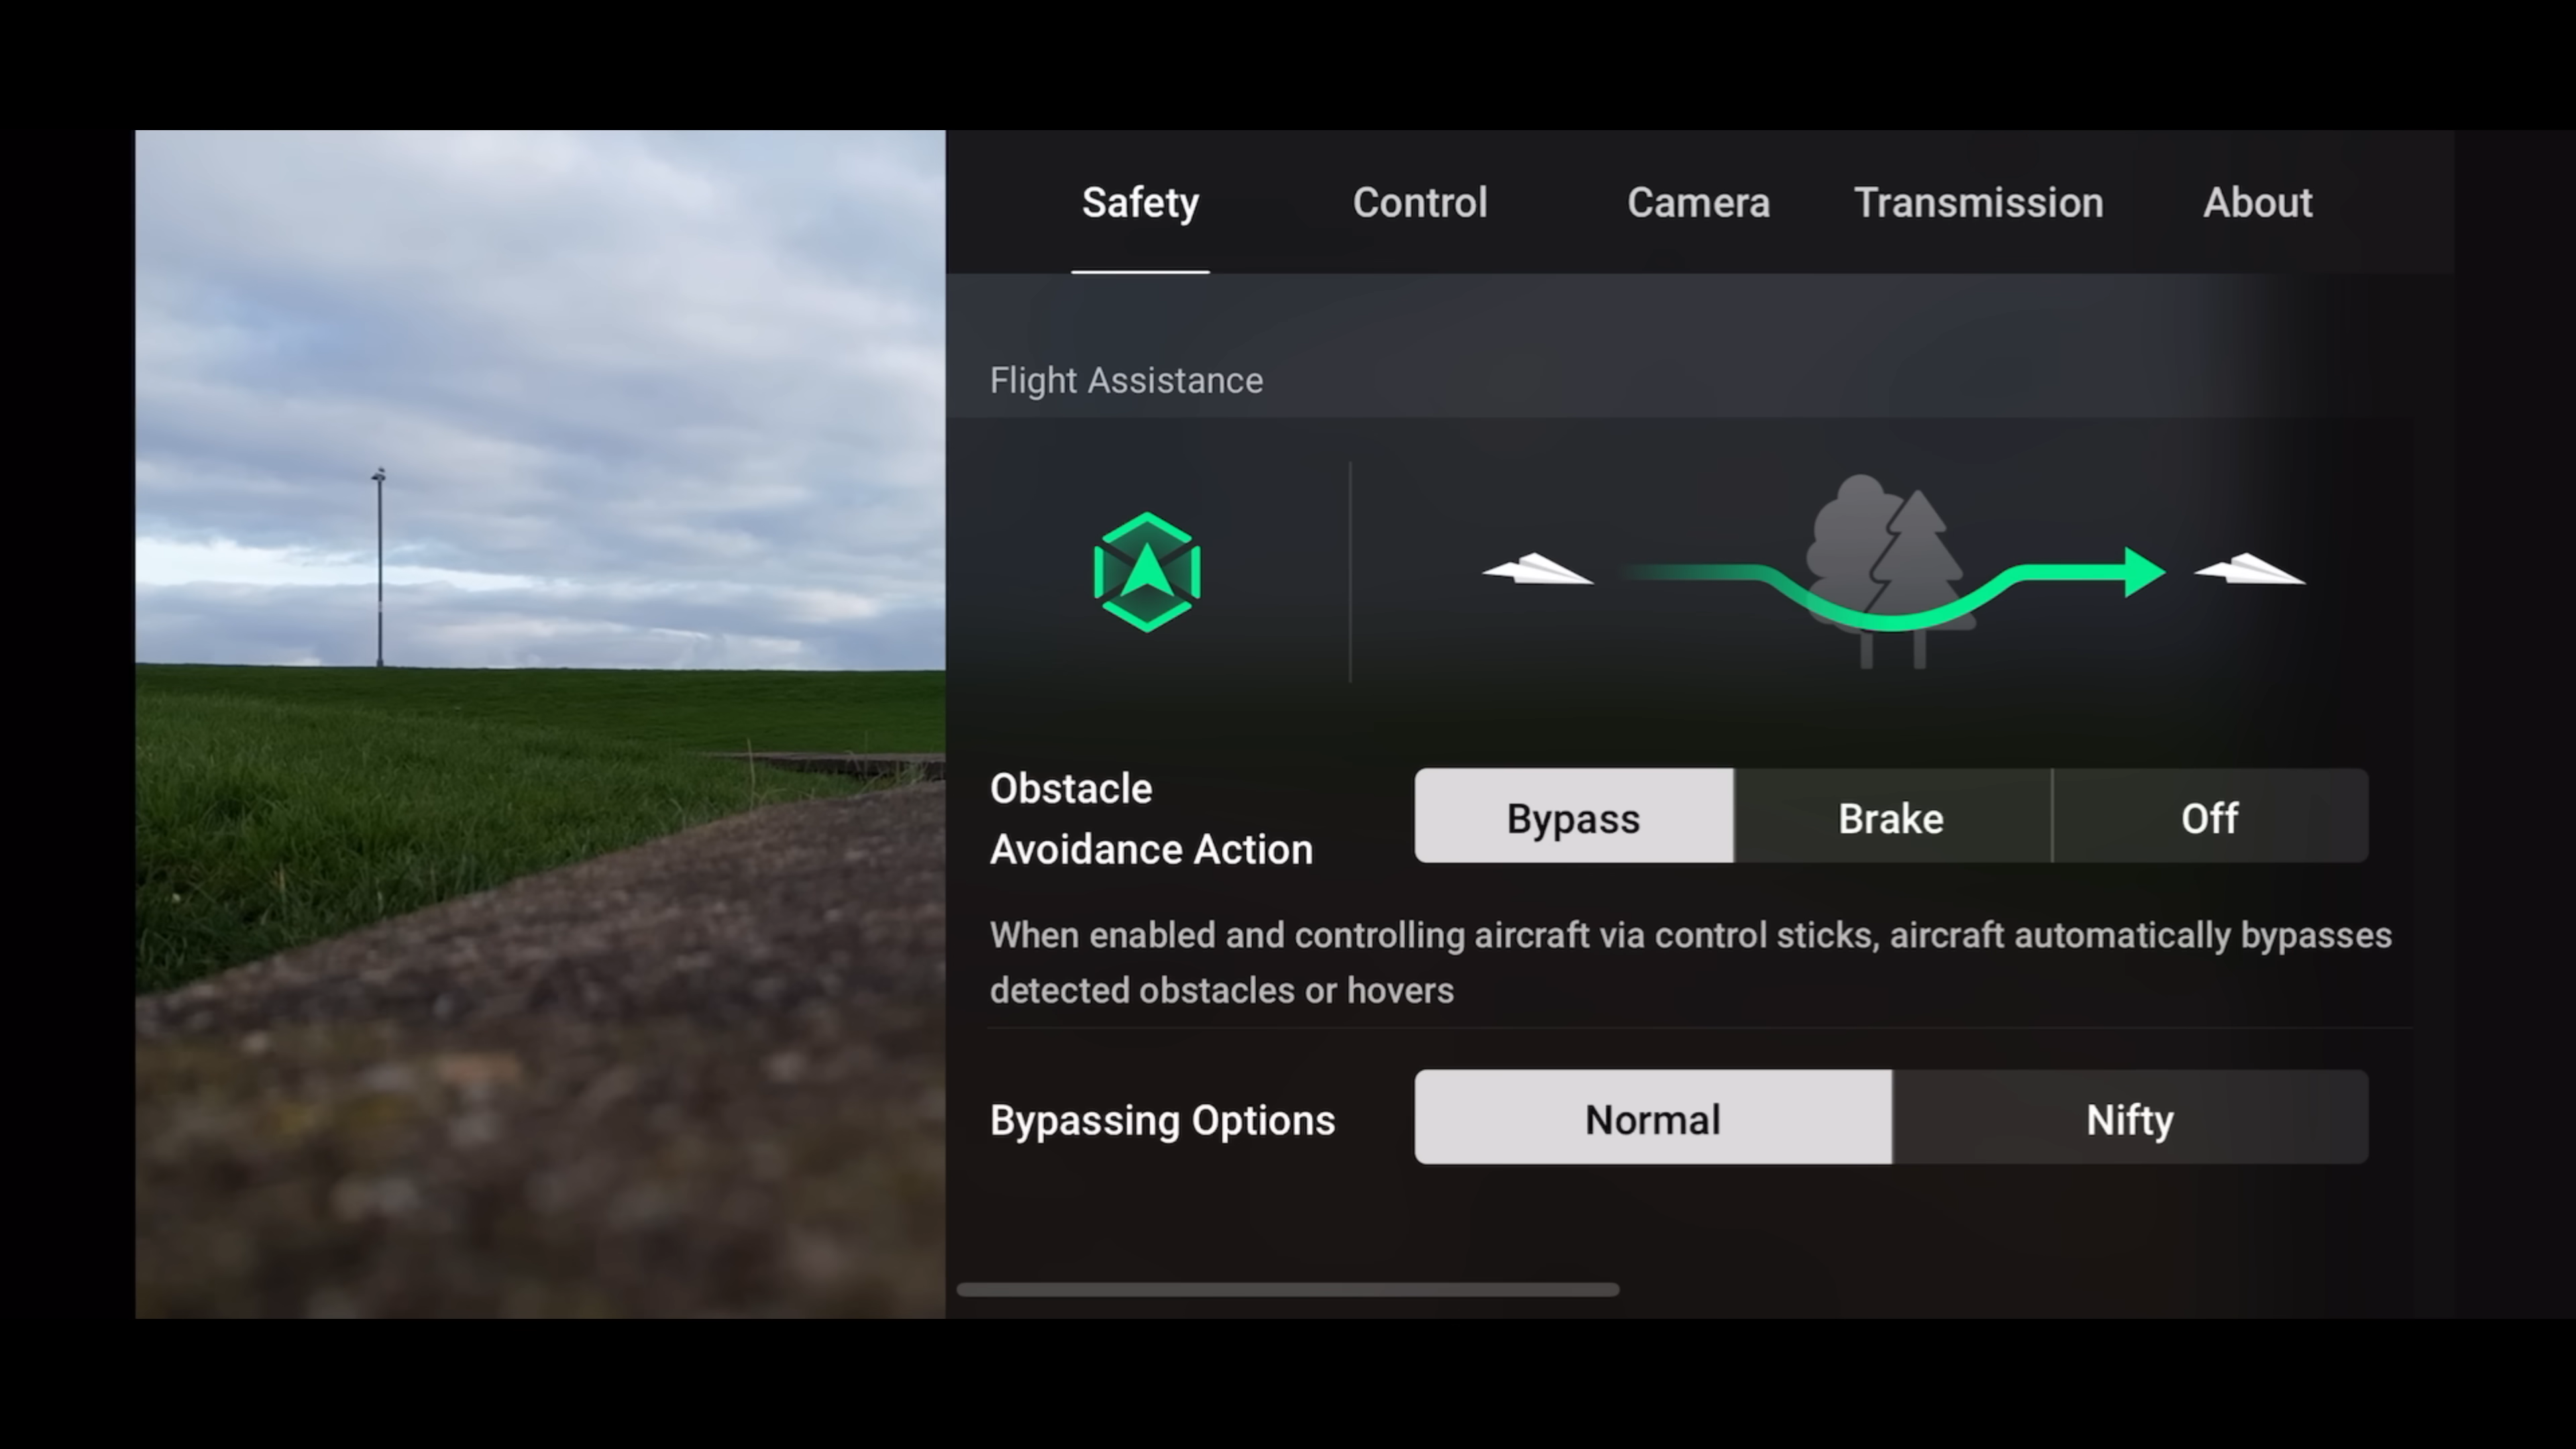 Safety Control Camera Transmission About
Flight Assistance
Obstacle
Avoidance Action
Bypass Brake Off
When enabled and controlling aircraft via control sticks, aircraft automatically bypasses
detected obstacles or hovers
Bypassing Options
Normal Nifty